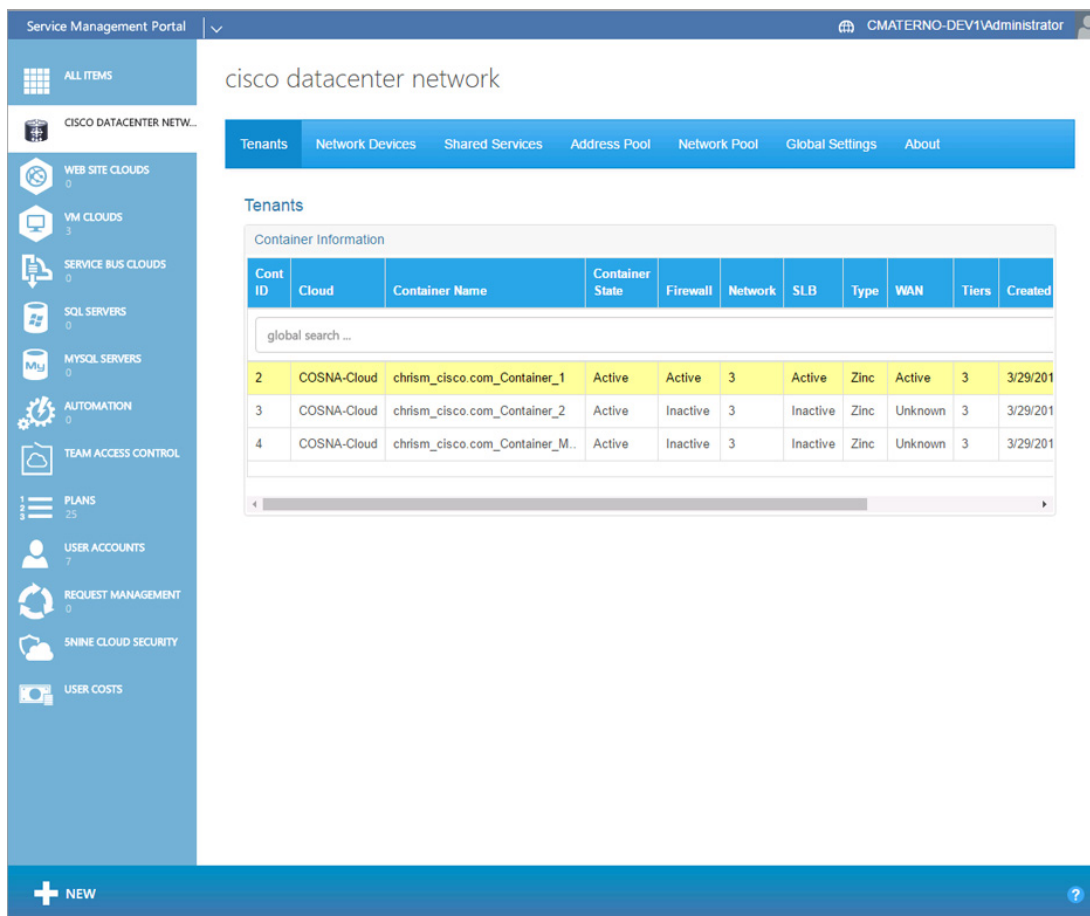 Service Management Portal
CMATERNO-DEV1\Administrator
ALL ITEMS
CISCO DATACENTER NETW...
WEB SITE CLOUDS
0
VM CLOUDS
3
SERVICE BUS CLOUDS
0
SQL SERVERS
0
MYSQL SERVERS
0
AUTOMATION
0
TEAM ACCESS CONTROL
PLANS
25
USER ACCOUNTS
7
REQUEST MANAGEMENT
0
5NINE CLOUD SECURITY
USER COSTS
cisco datacenter network
Tenants Network Devices Shared Services Address Pool Network Pool Global Settings About
Tenants
Container Information
Cont ID Cloud Container Name Container State Firewall Network SLB Type WAN Tiers Created
global search ...
2 COSNA-Cloud chrism_cisco.com_Container_1 Active Active 3 Active Zinc Active 3 3/29/201
3 COSNA-Cloud chrism_cisco.com_Container_2 Active Inactive 3 Inactive Zinc Unknown 3 3/29/201
4 COSNA-Cloud chrism_cisco.com_Container_M.. Active Inactive 3 Inactive Zinc Unknown 3 3/29/201
My
1
2
3
NEW
?